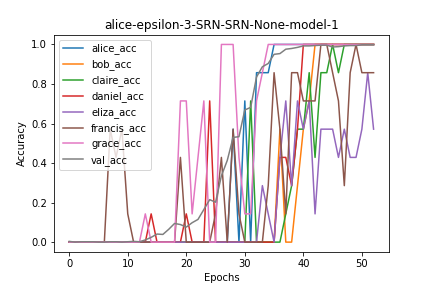 alice-epsilon-3-SRN-SRN-None-model-1
1.0
0.8
0.6
0.4
0.2
0.0
Accuracy
alice_acc
bob_acc
claire_acc
daniel_acc
eliza_acc
francis_acc
grace_acc
val_acc
0 10 20 30 40 50
Epochs